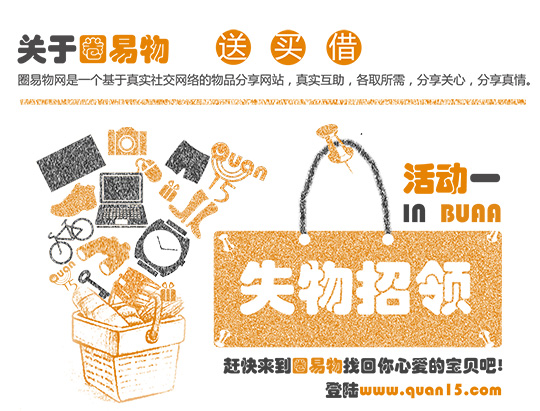 关于圈易物 送 买 借
圈易物网是一个基于真实社交网络的物品分享网站，真实互助，各取所需，分享关心，分享真情。
Quan
15
活动一
IN BUAA
Quan
15
失物招领
赶快来到圈易物找回你心爱的宝贝吧!
登陆www.quan15.com